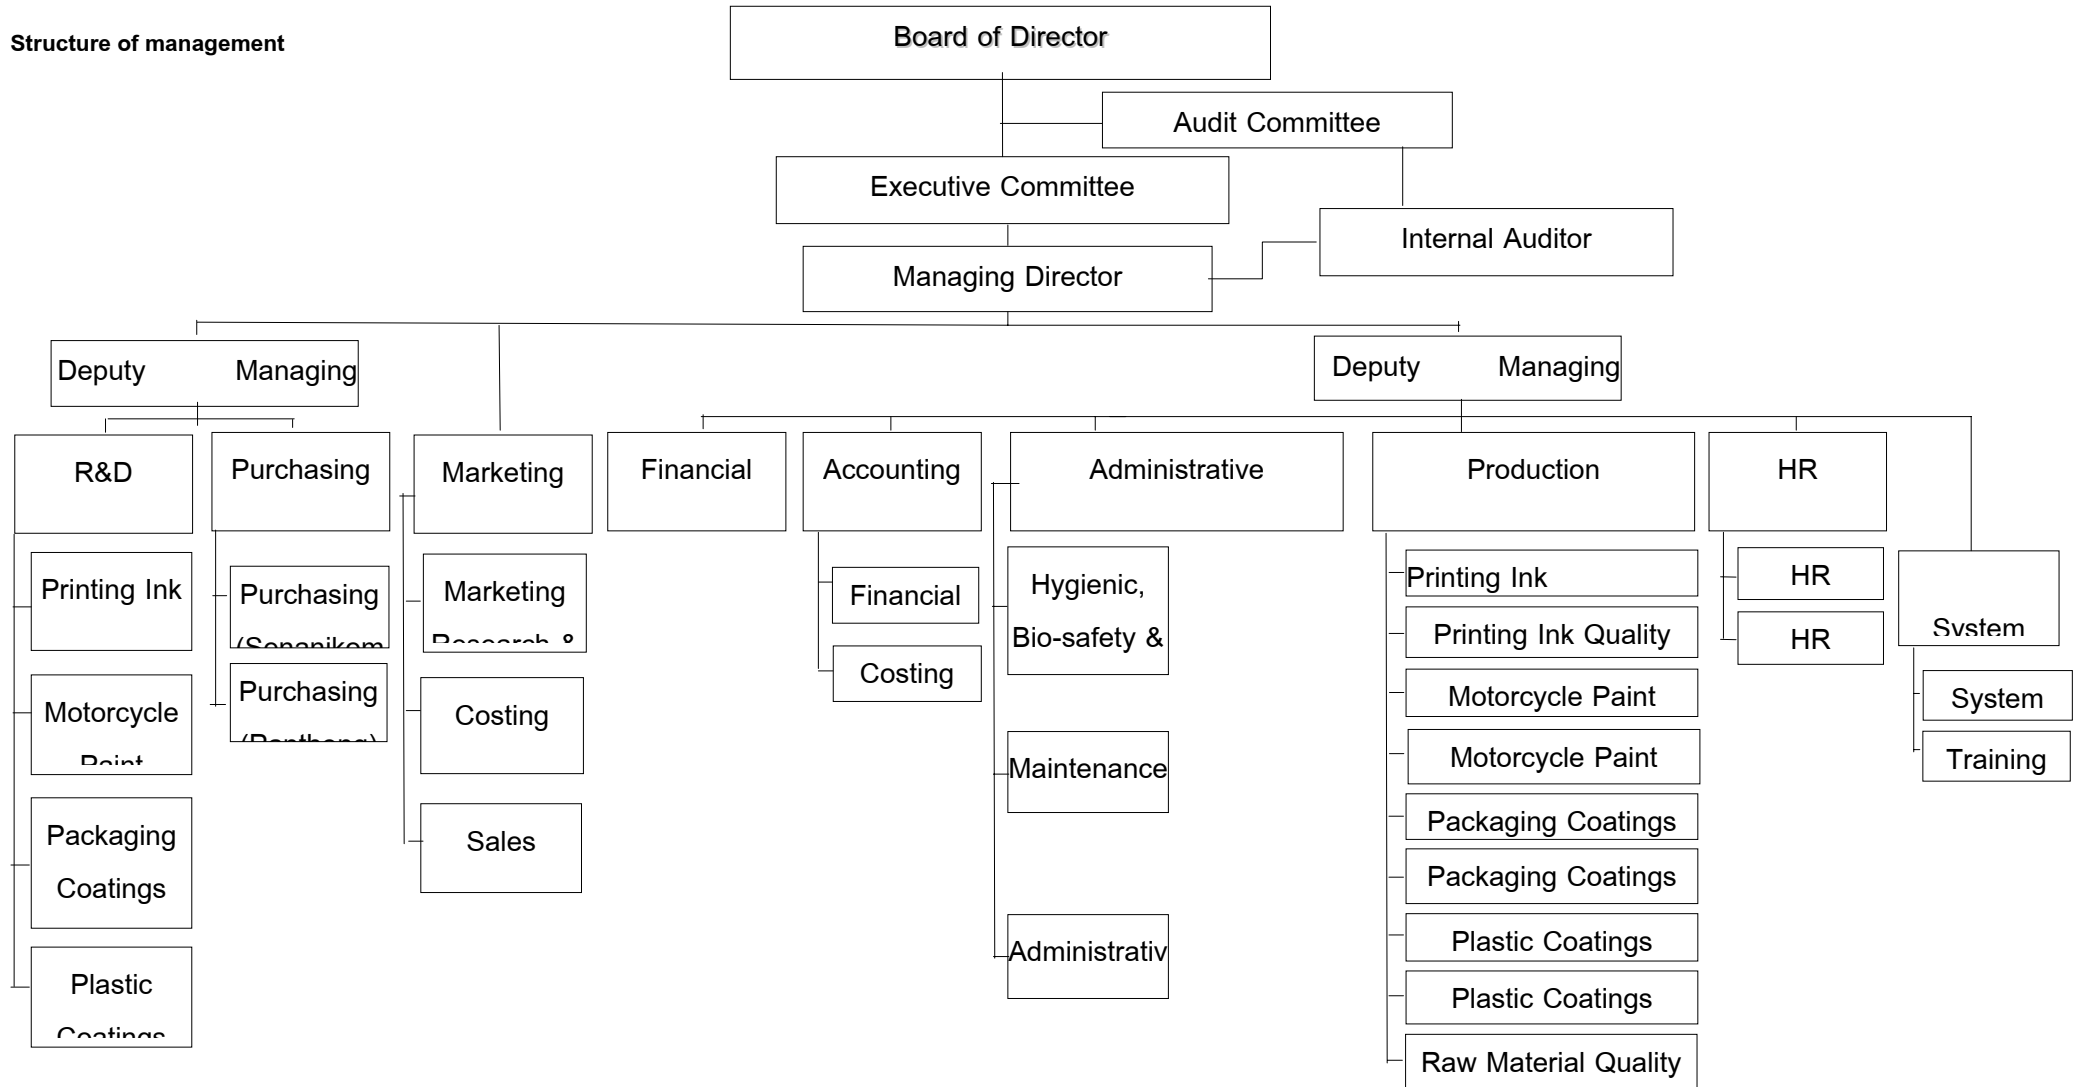 Structure of management
Board of Director
Audit Committee
Executive Committee
Internal Auditor
Managing Director
Deputy Managing
Deputy Managing
R&D
Purchasing
Marketing
Financial
Accounting
Administrative
Production
HR
System
Printing Ink
Motorcycle
Paint
Packaging
Coatings
Plastic
Coatings
Purchasing
Purchasing
Marketing
Research &
Costing
Sales
Financial
Costing
Hygienic,
Bio-safety &
Maintenance
Administrativ
Printing Ink
Printing Ink Quality
Motorcycle Paint
Motorcycle Paint
Packaging Coatings
Packaging Coatings
Plastic Coatings
Plastic Coatings
Raw Material Quality
HR
HR
System
Training